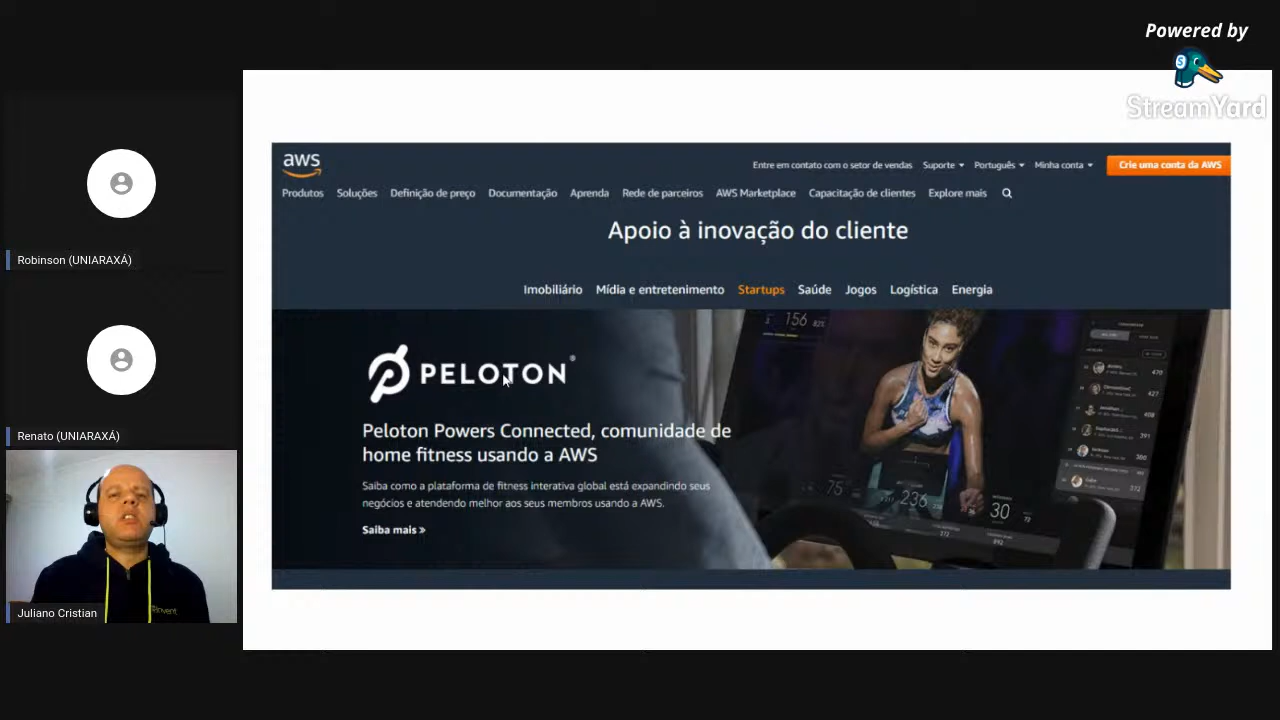 Powered by
StreamYard
Robinson (UNIARAXÁ)
Renato (UNIARAXÁ)
Juliano Cristian
aws
Entre em contato com o setor de vendas Suporte Português Minha conta Crie uma conta da AWS
Produtos Soluções Definição de preço Documentação Aprenda Rede de parceiros AWS Marketplace Capacitação de clientes Explore mais
Apoio à inovação do cliente
Imobiliário Mídia e entretenimento Startups Saúde Jogos Logística Energia
PELOTON®
Peloton Powers Connected, comunidade de
home fitness usando a AWS
Saiba como a plataforma de fitness interativa global está expandindo seus
negócios e atendendo melhor aos seus membros usando a AWS.
Saiba mais »
156
75
236
30
470
427
391